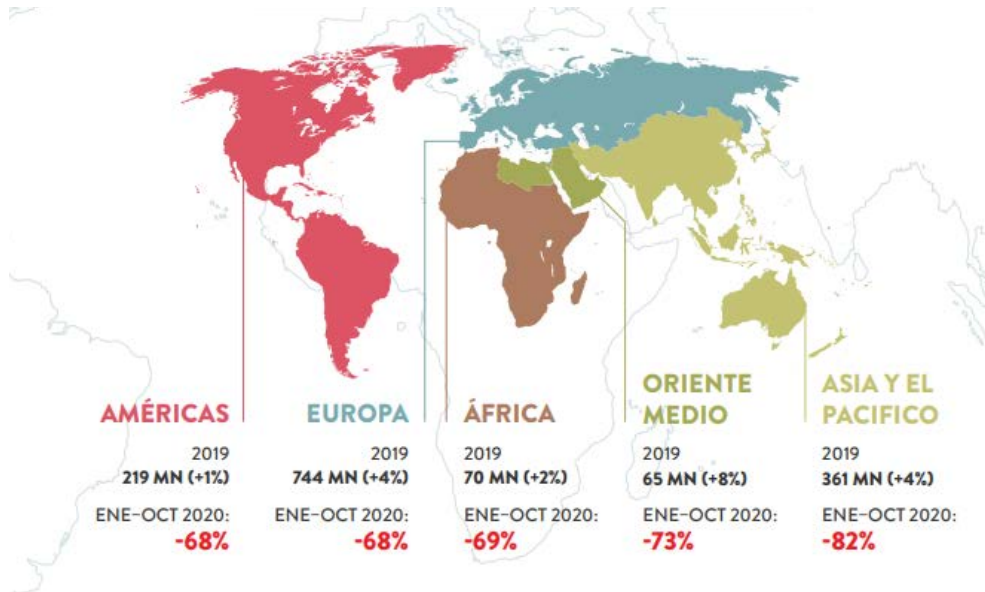 AMÉRICAS
2019
219 MN (+1%)
ENE-OCT 2020:
-68%
EUROPA
2019
744 MN (+4%)
ENE-OCT 2020:
-68%
ÁFRICA
2019
70 MN (+2%)
ENE-OCT 2020:
-69%
ORIENTE
MEDIO
2019
65 MN (+8%)
ENE-OCT 2020:
-73%
ASIA Y EL
PACIFICO
2019
361 MN (+4%)
ENE-OCT 2020:
-82%